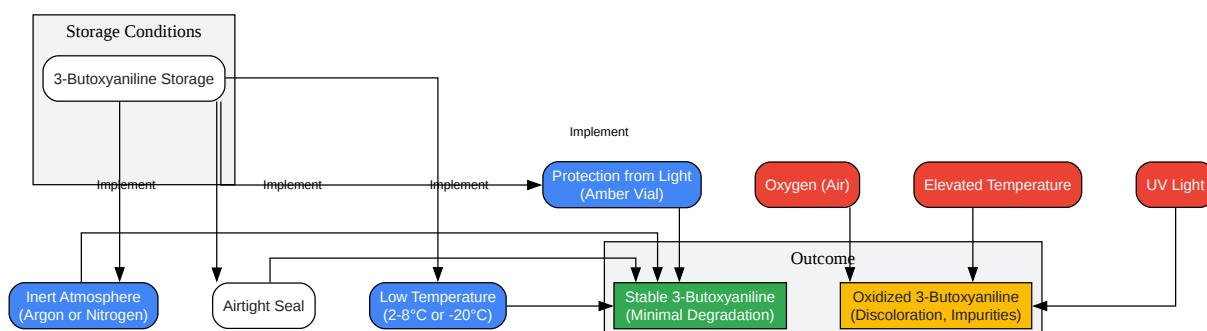 Storage Conditions
3-Butoxyaniline Storage
Implement
Implement
Implement
Implement
Protection from Light
(Amber Vial)
Oxygen (Air)
Elevated Temperature
UV Light
Outcome
Inert Atmosphere
(Argon or Nitrogen)
Airtight Seal
Low Temperature
(2-8°C or -20°C)
Stable 3-Butoxyaniline
(Minimal Degradation)
Oxidized 3-Butoxyaniline
(Discoloration, Impurities)